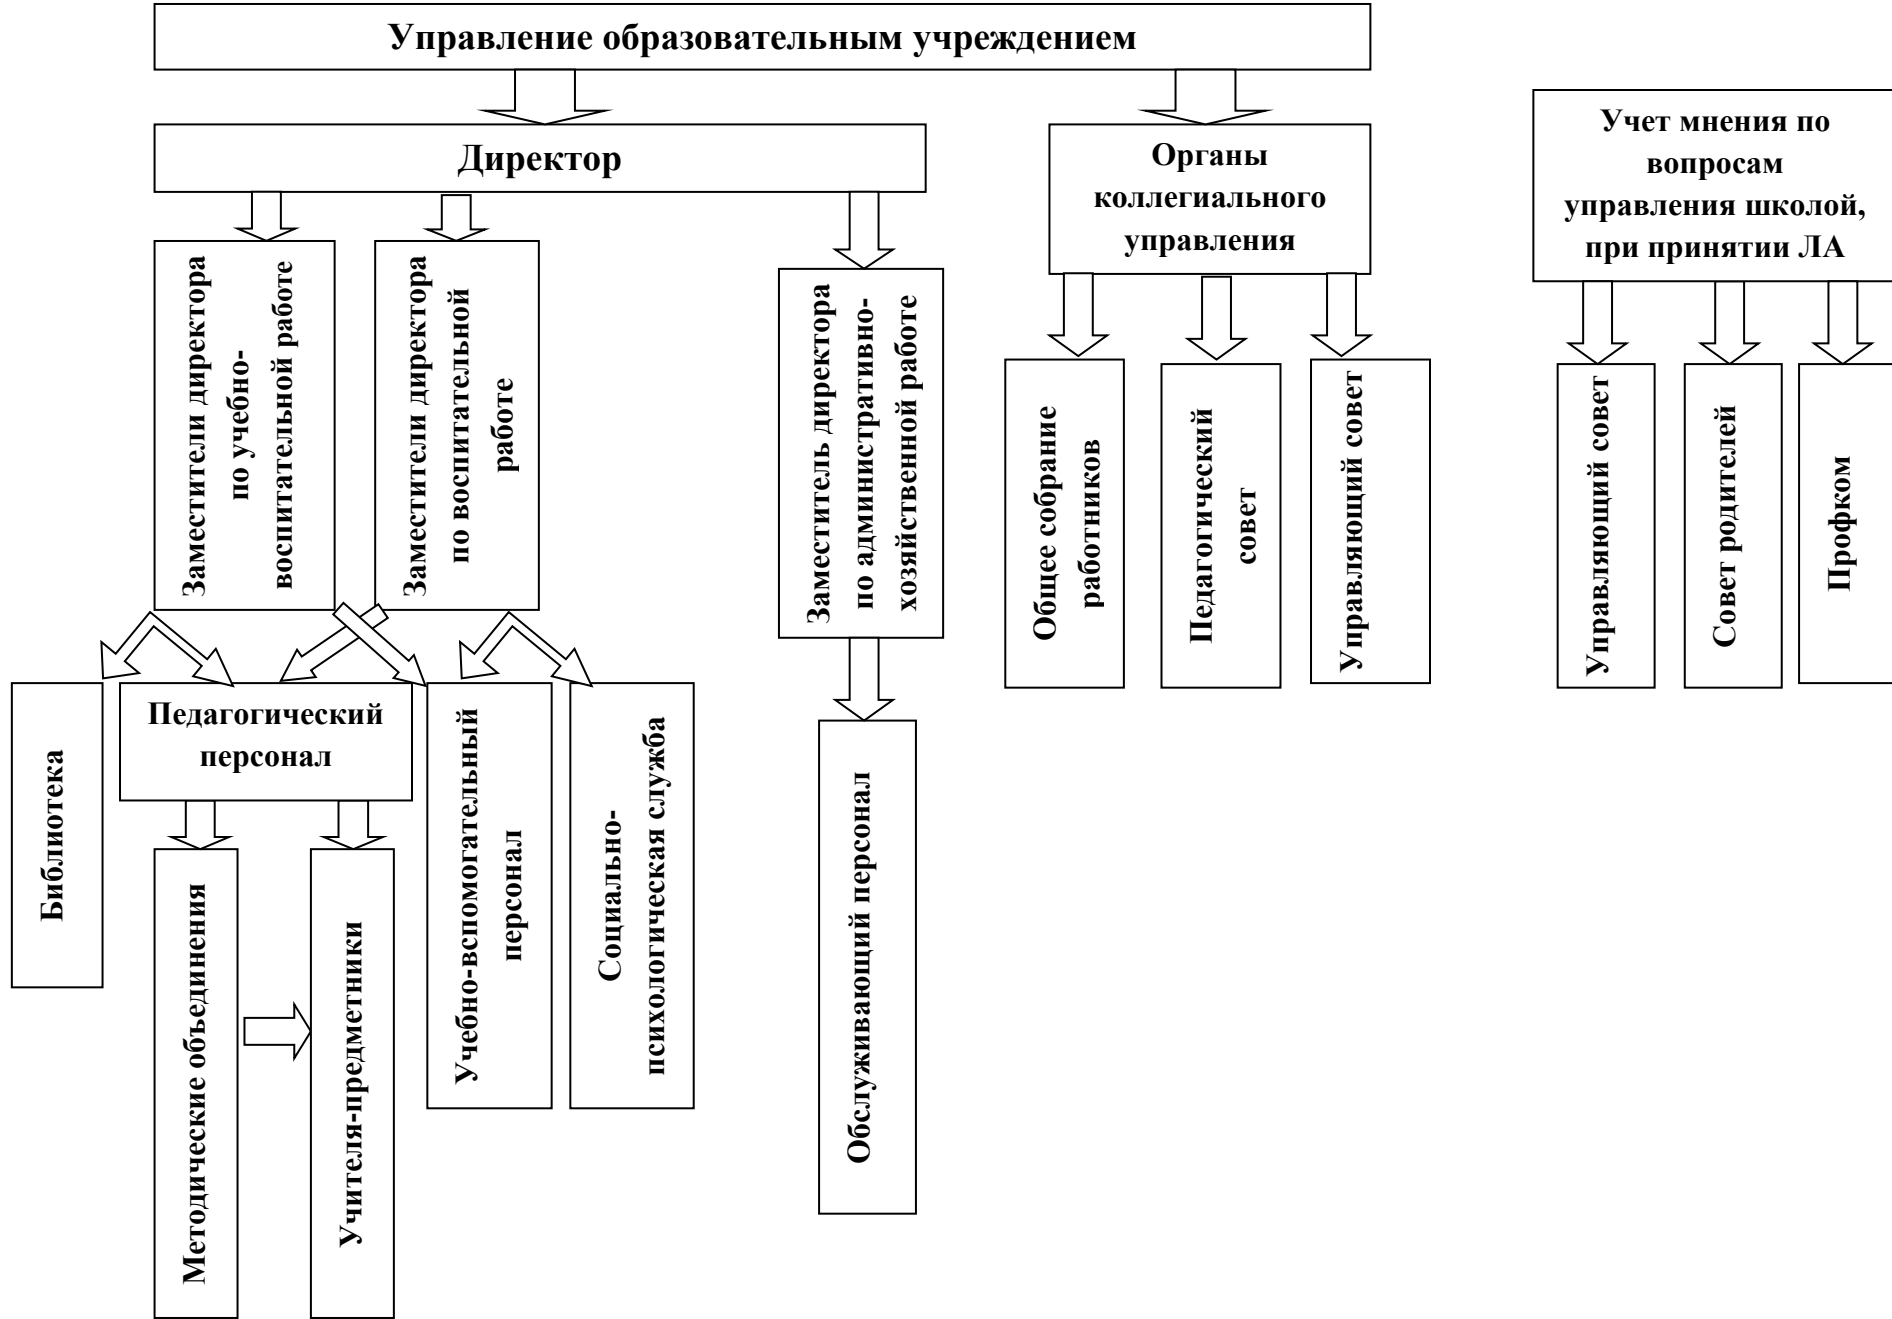 Управление образовательным учреждением
Директор
Органы
коллегиального
управления
Учет мнения по
вопросам
управления школой,
при принятии ЛА
Заместители директора
по учебно-
воспитательной работе
Заместители директора
по воспитательной
работе
Заместитель директора
по административно-
хозяйственной работе
Общее собрание
работников
Педагогический
совет
Управляющий совет
Управляющий совет
Совет родителей
Профком
Библиотека
Педагогический
персонал
Учебно-вспомогательный
персонал
Социально-
психологическая служба
Обслуживающий персонал
Методические объединения
Учителя-предметники